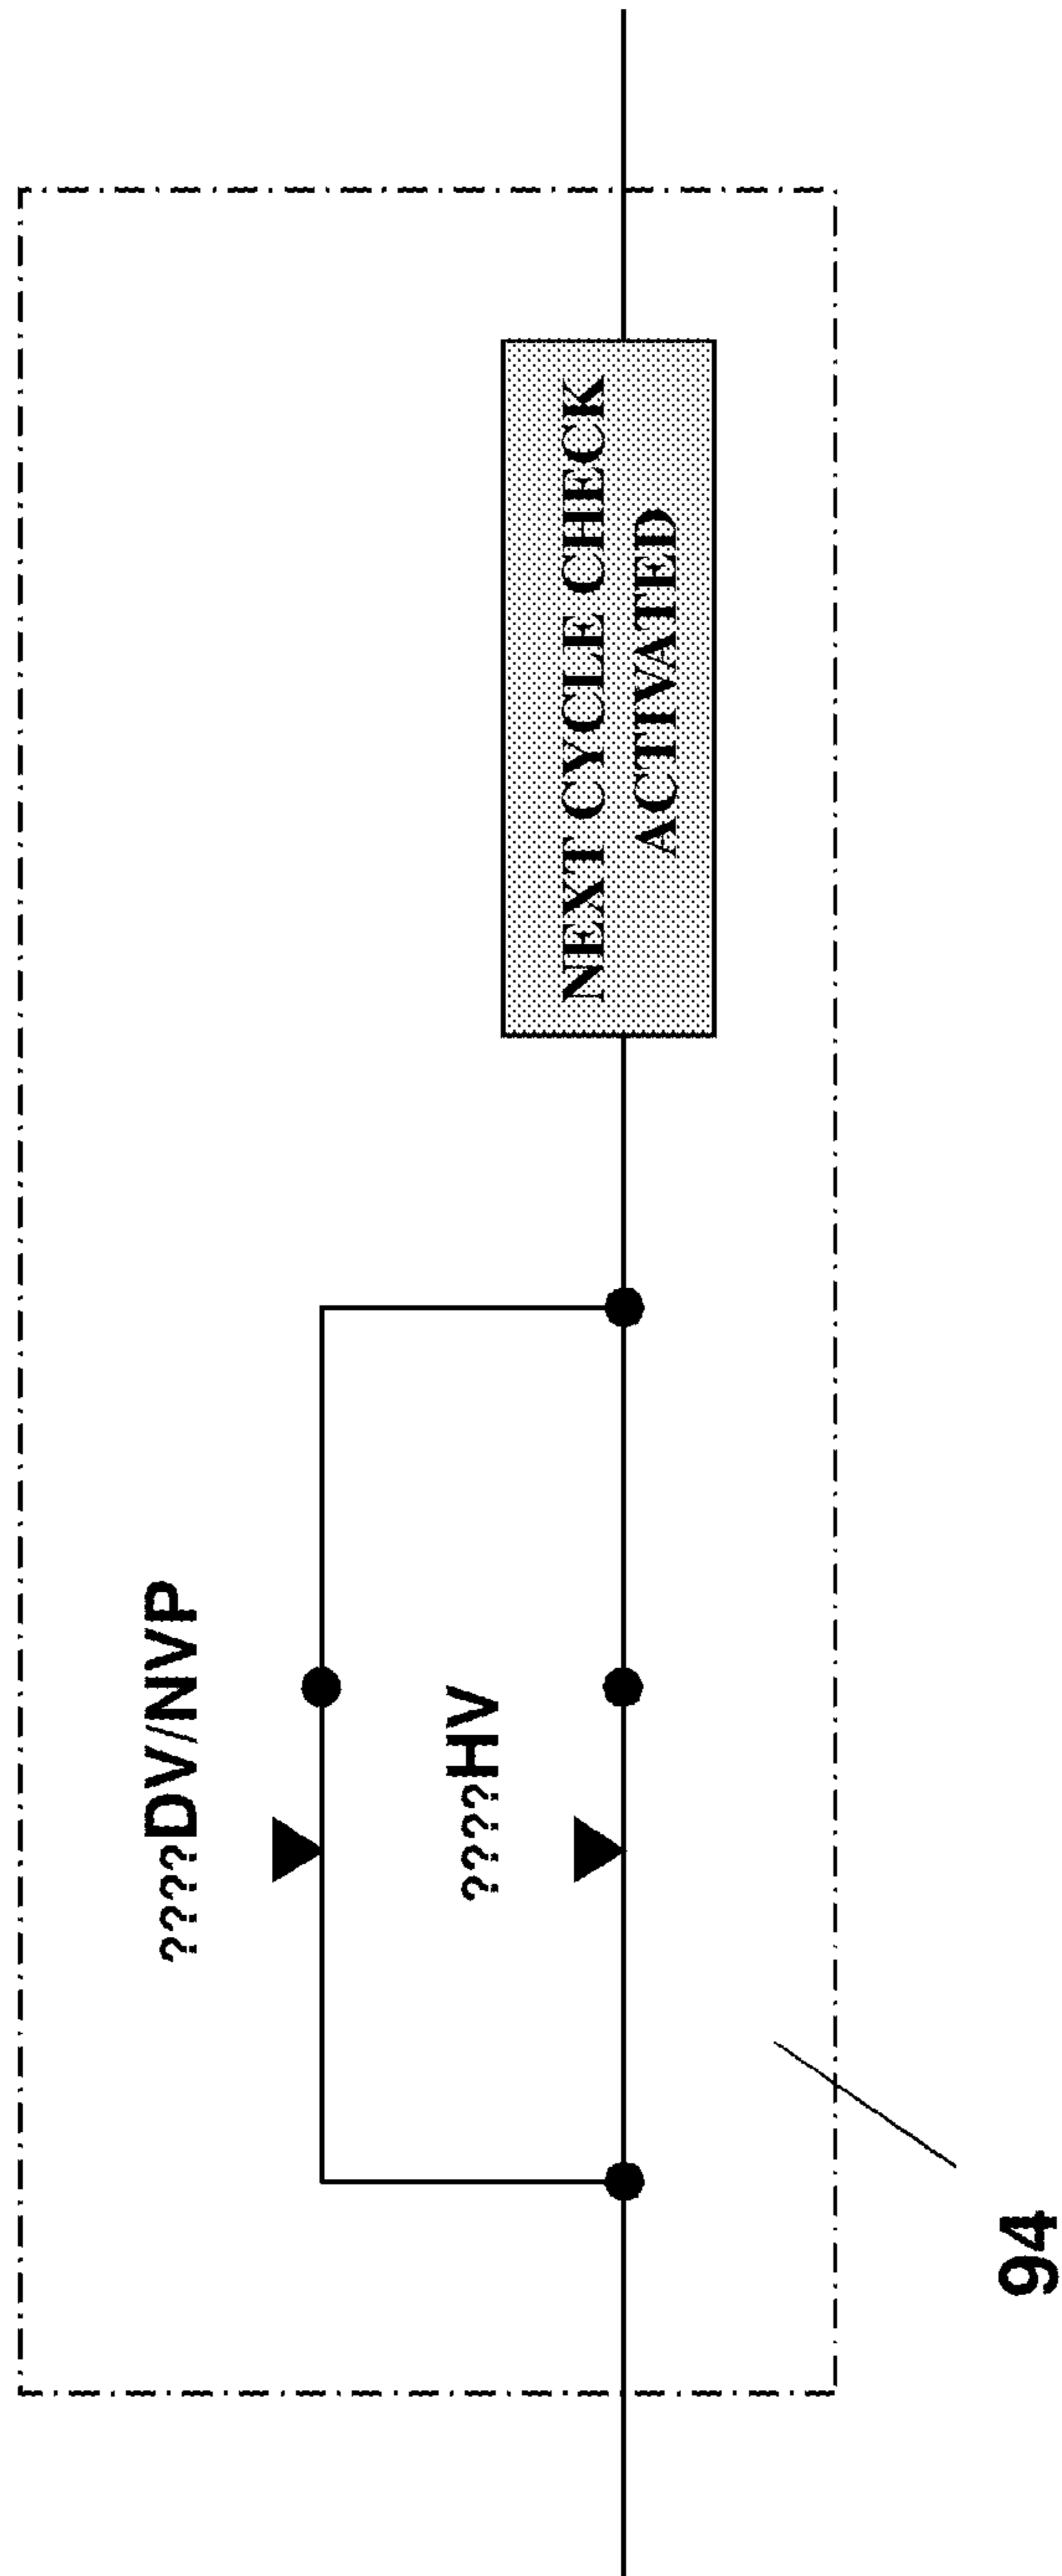 ????DV/NVP
????HV
NEXT CYCLE CHECK
ACTIVATED
94